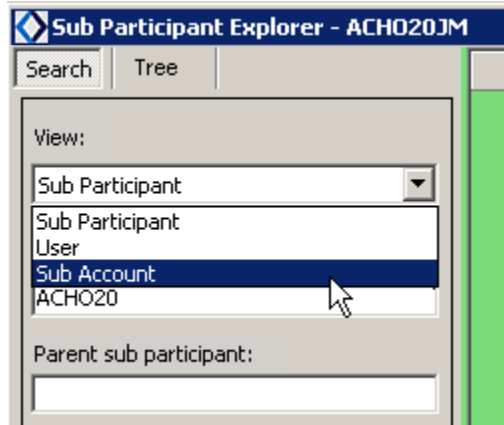 Sub Participant Explorer - ACHO20JM
Search Tree
View:
Sub Participant
Sub Participant
User
Sub Account
ACHO20
Parent sub participant: